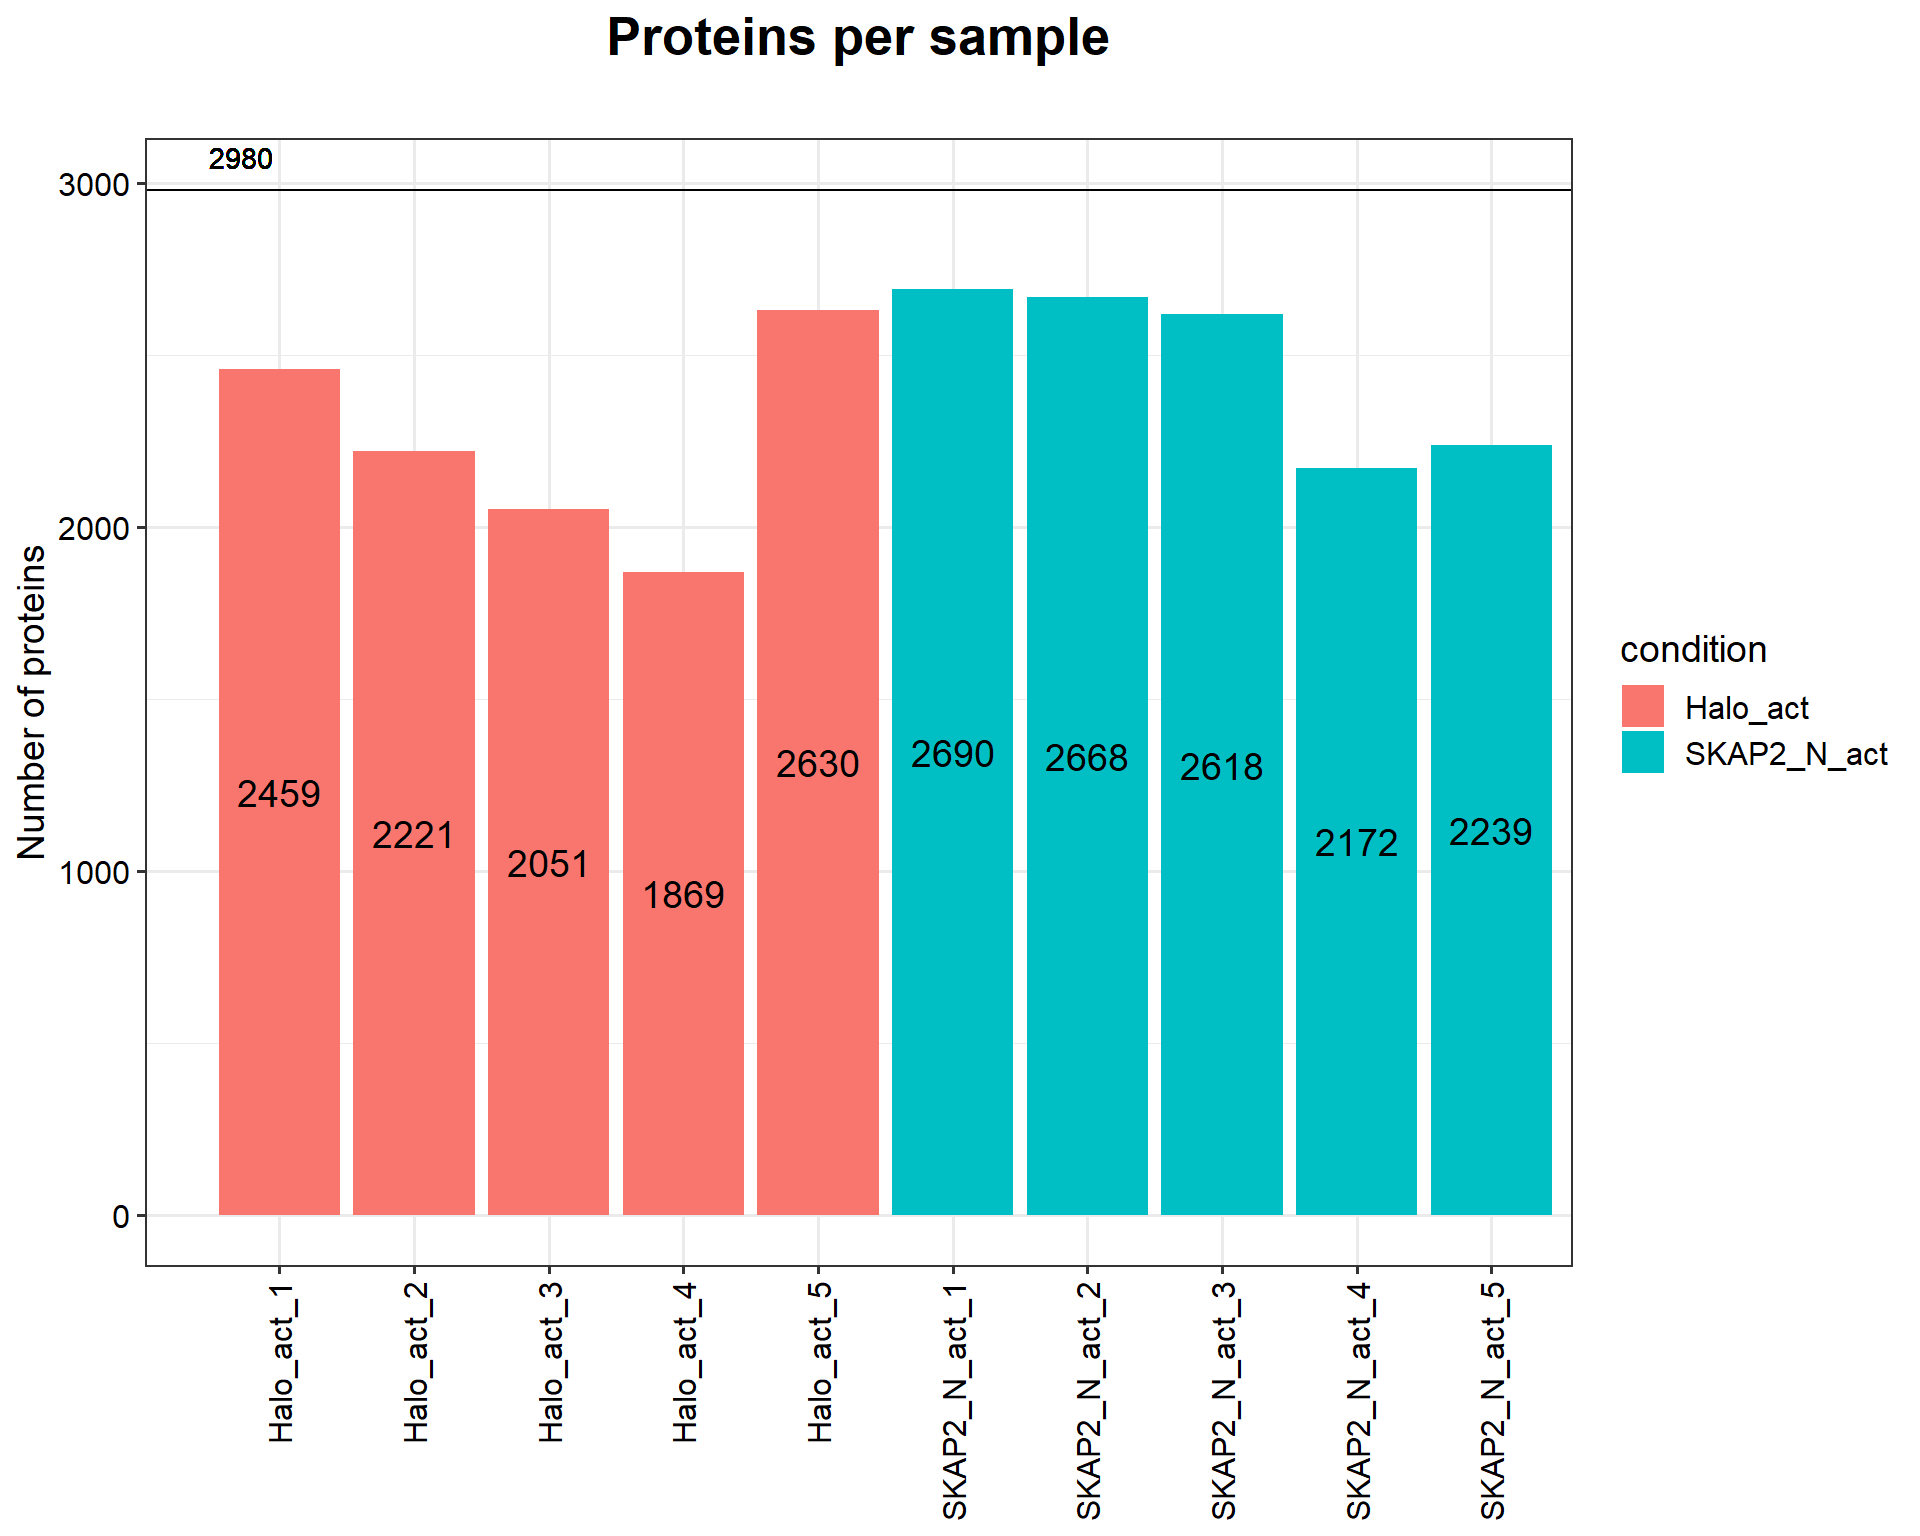 Proteins per sample
2980
3000
2000
1000
0
Number of proteins
2459
2221
2051
1869
2630
2690
2668
2618
2172
2239
Halo_act_1
Halo_act_2
Halo_act_3
Halo_act_4
Halo_act_5
SKAP2_N_act_1
SKAP2_N_act_2
SKAP2_N_act_3
SKAP2_N_act_4
SKAP2_N_act_5
condition
Halo_act
SKAP2_N_act